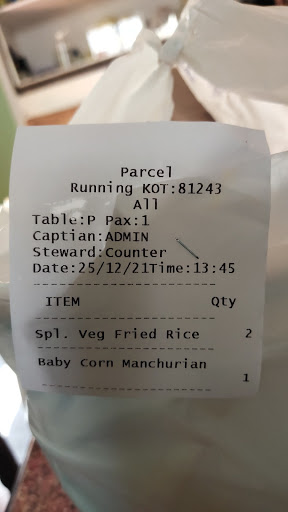 Parcel
Running KOT:81243
All
Table:P Pax:1
Captian:ADMIN
Steward:Counter
Date:25/12/21Time:13:45
ITEM Qty
Spl. Veg Fried Rice 2
Baby Corn Manchurian
1